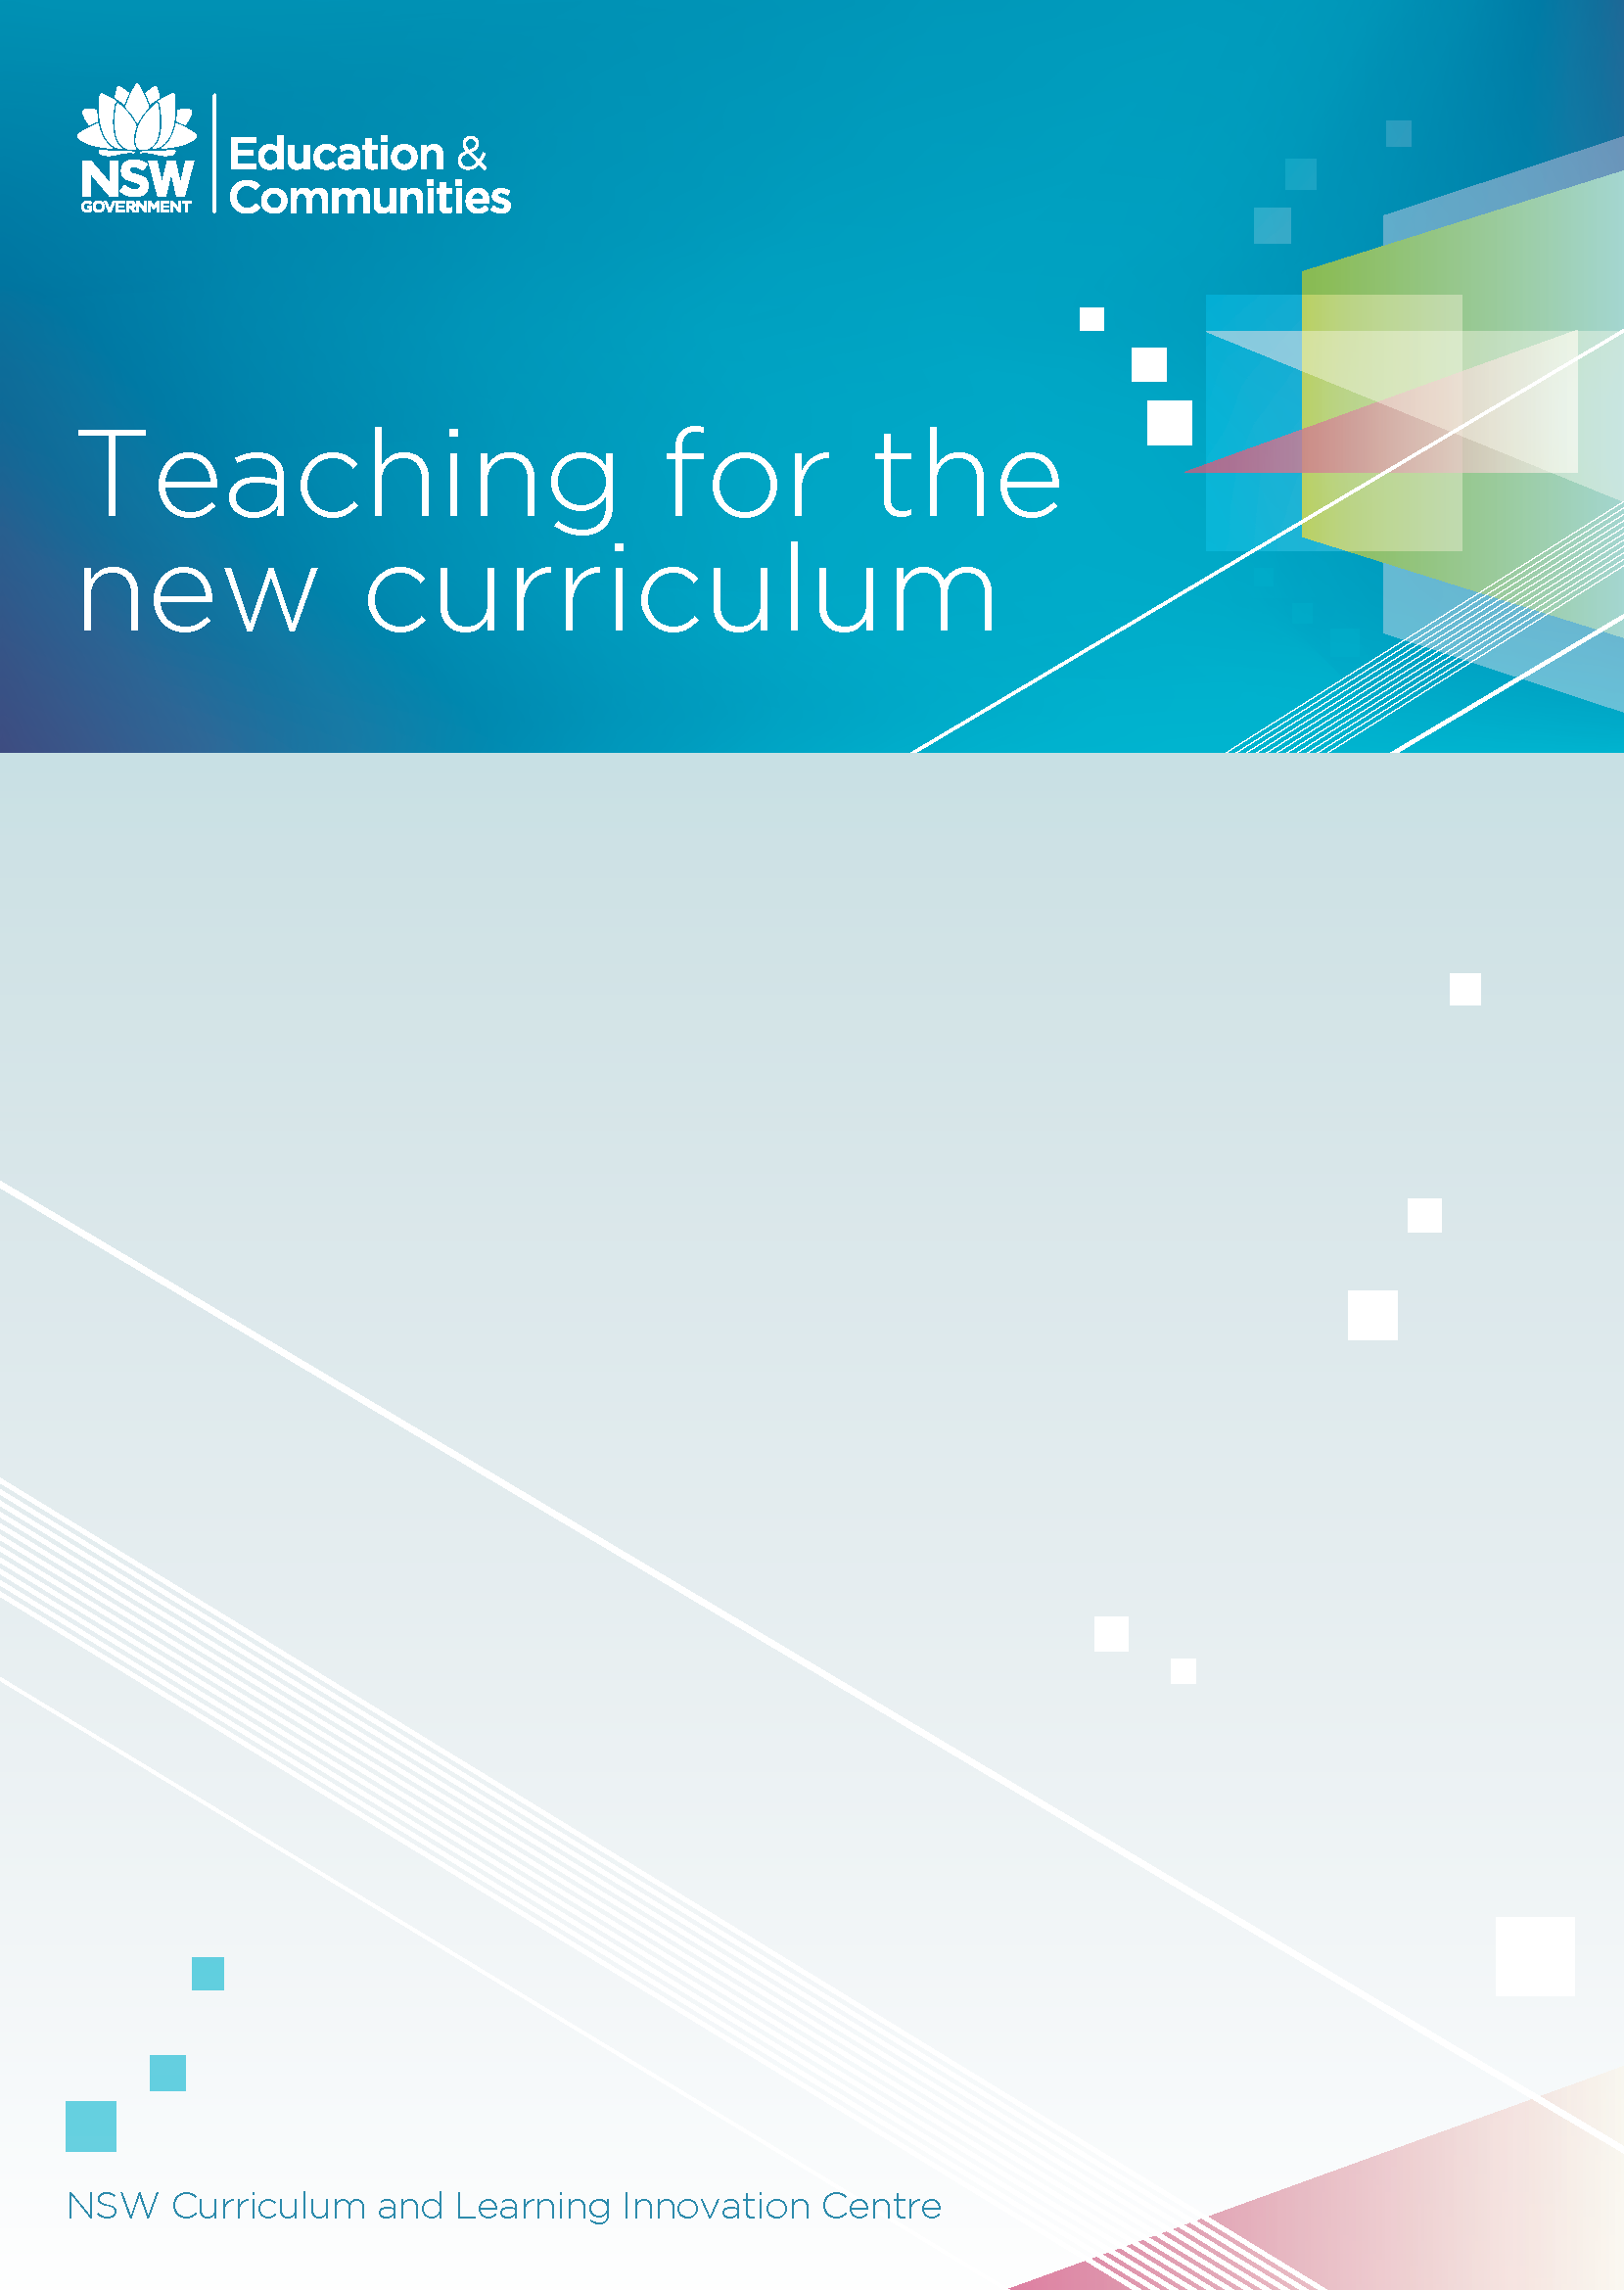 NSW
GOVERNMENT
Education &
Communities
Teaching for the
new curriculum
NSW Curriculum and Learning Innovation Centre